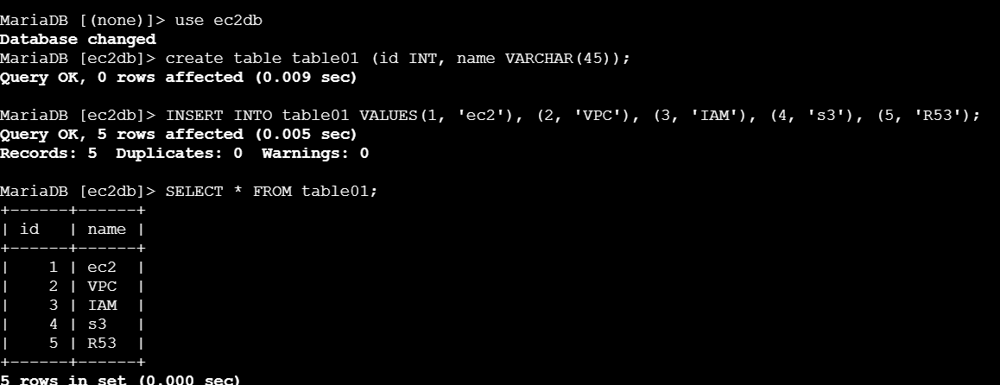 MariaDB [(none)]> use ec2db
Database changed
MariaDB [ec2db]> create table table01 (id INT, name VARCHAR(45));
Query OK, 0 rows affected (0.009 sec)

MariaDB [ec2db]> INSERT INTO table01 VALUES(1, 'ec2'), (2, 'VPC'), (3, 'IAM'), (4, 's3'), (5, 'R53');
Query OK, 5 rows affected (0.005 sec)
Records: 5  Duplicates: 0  Warnings: 0

MariaDB [ec2db]> SELECT * FROM table01;
+------+------+
| id   | name |
+------+------+
|    1 | ec2  |
|    2 | VPC  |
|    3 | IAM  |
|    4 | s3   |
|    5 | R53  |
+------+------+
5 rows in set (0.000 sec)